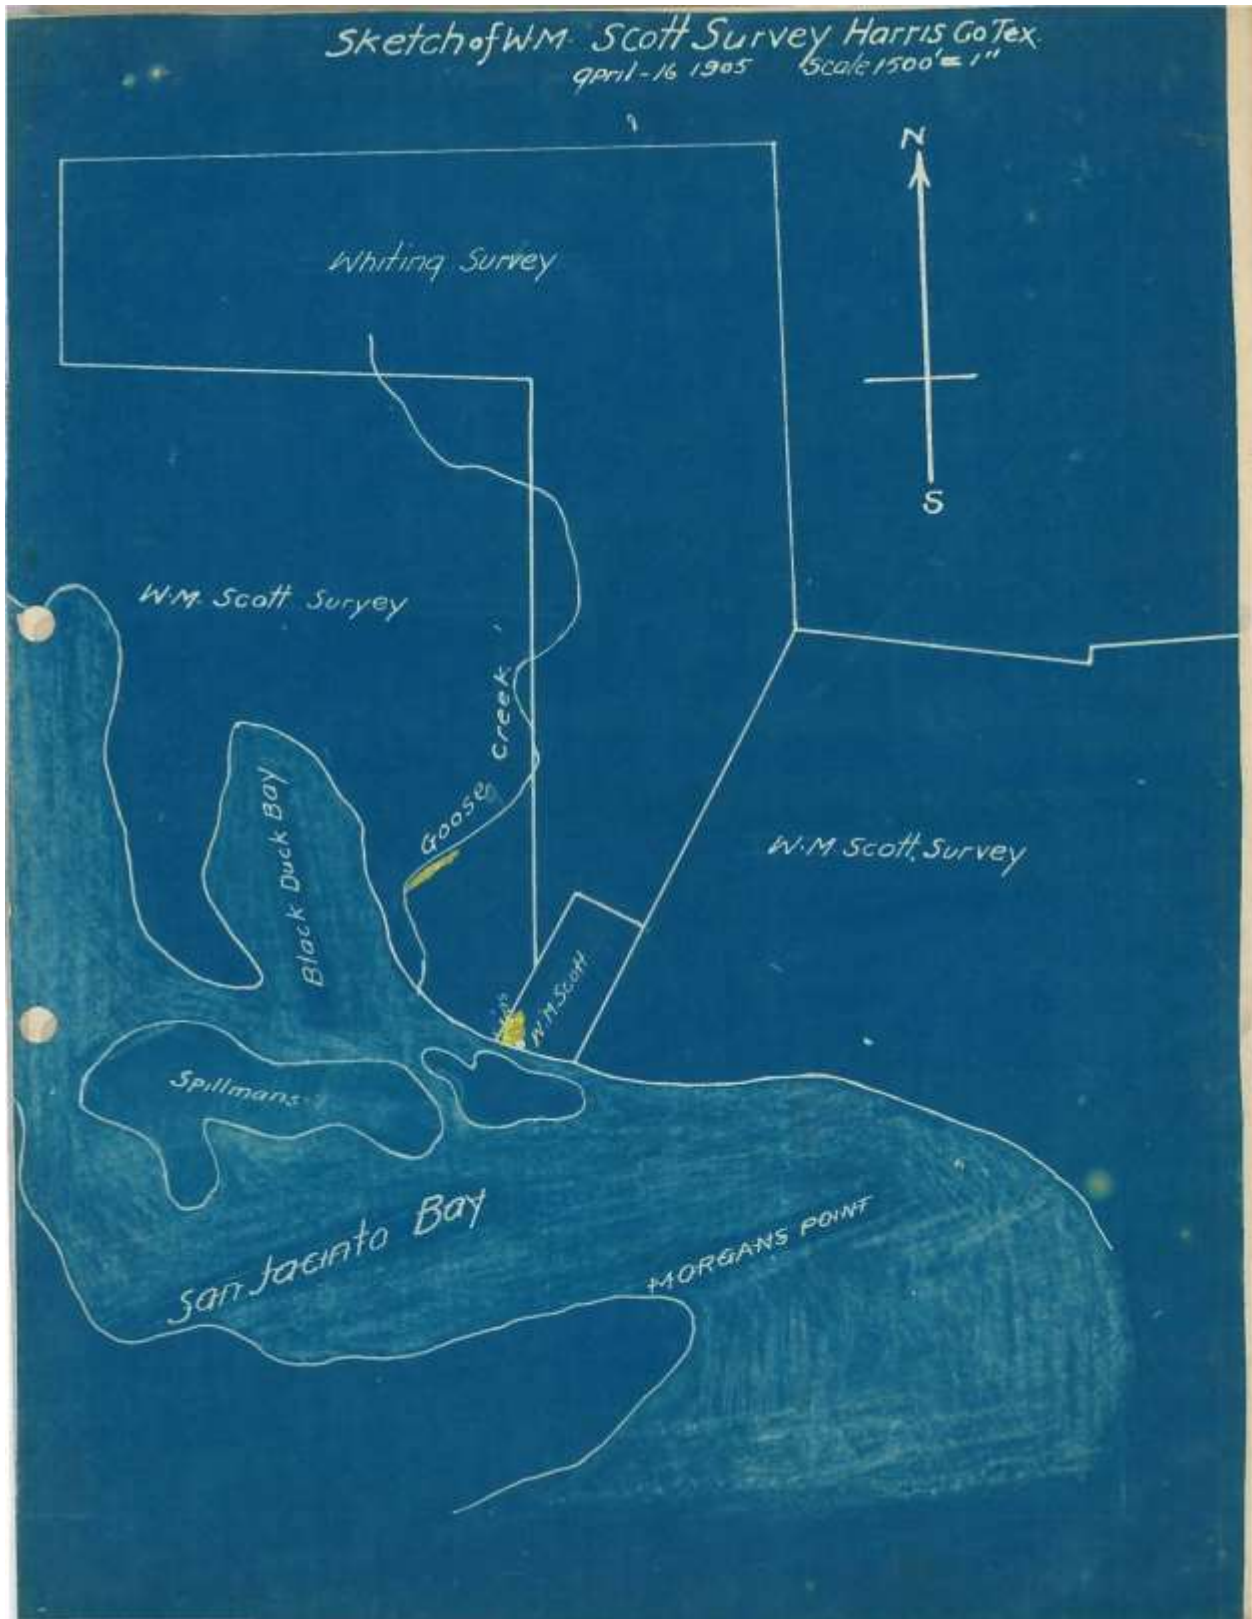 Sketch of W.M. Scott Survey Harris Co Tex.
April-16 1905 Scale 1500'=1"
N
Whiting Survey
S
W.M. Scott Suryey
Goose Creek
Black Duck Bay
W.M. Scott. Survey
W.M. Scott
Spillmans
San Jacinto Bay
MORGANS POINT